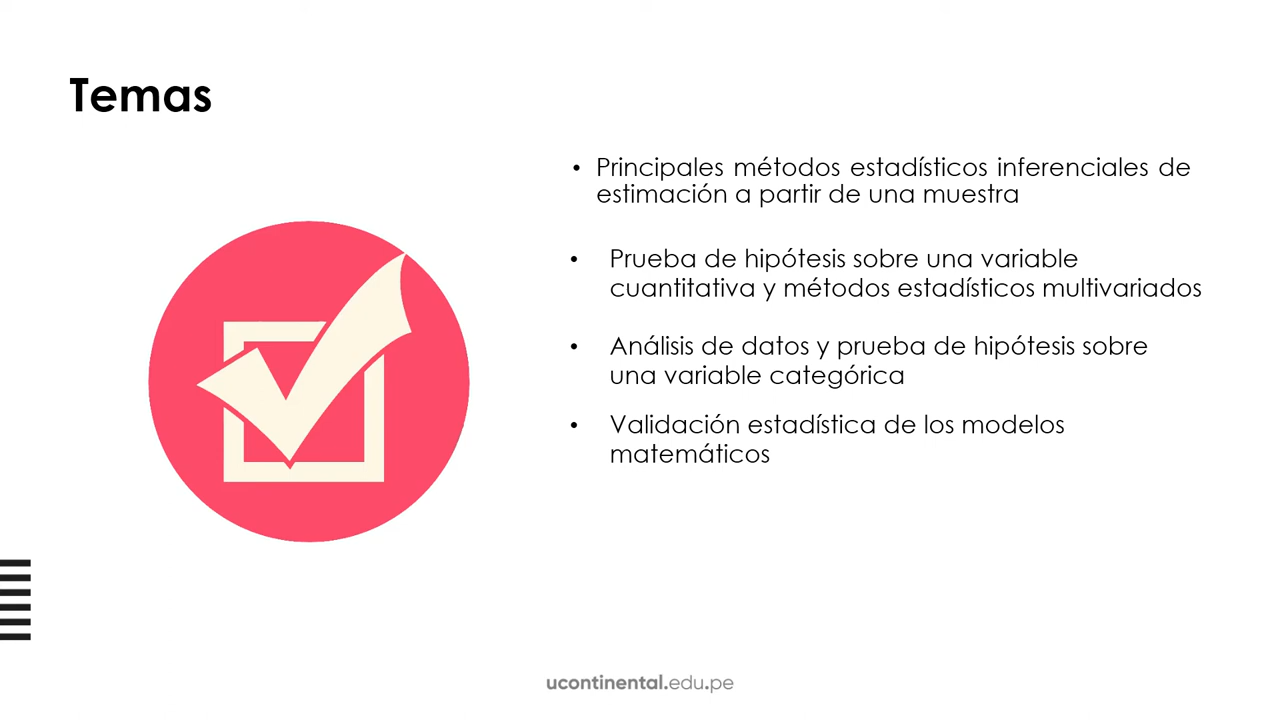 Temas
• Principales métodos estadísticos inferenciales de
estimación a partir de una muestra
• Prueba de hipótesis sobre una variable
cuantitativa y métodos estadísticos multivariados
• Análisis de datos y prueba de hipótesis sobre
una variable categórica
• Validación estadística de los modelos
matemáticos
ucontinental.edu.pe